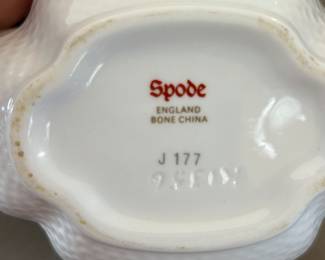 Spode
ENGLAND
BONE CHINA
J 177